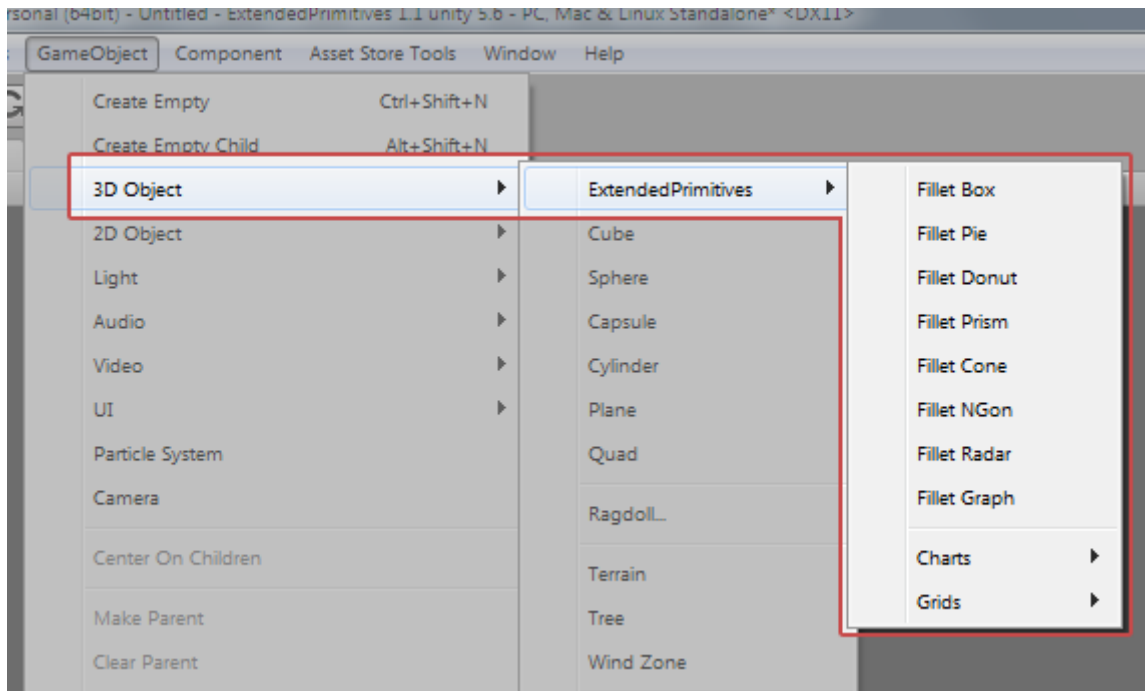 rsonal (64bit) - Untitled - ExtendedPrimitives 1.1 unity 5.6 - PC, Mac & Linux Standalone* <DX11>
GameObject Component Asset Store Tools Window Help
Create Empty Ctrl+Shift+N
Create Empty Child Alt+Shift+N
3D Object
2D Object
Light
Audio
Video
UI
Particle System
Camera
Center On Children
Make Parent
Clear Parent
ExtendedPrimitives
Cube
Sphere
Capsule
Cylinder
Plane
Quad
Ragdoll...
Terrain
Tree
Wind Zone
Fillet Box
Fillet Pie
Fillet Donut
Fillet Prism
Fillet Cone
Fillet NGon
Fillet Radar
Fillet Graph
Charts
Grids